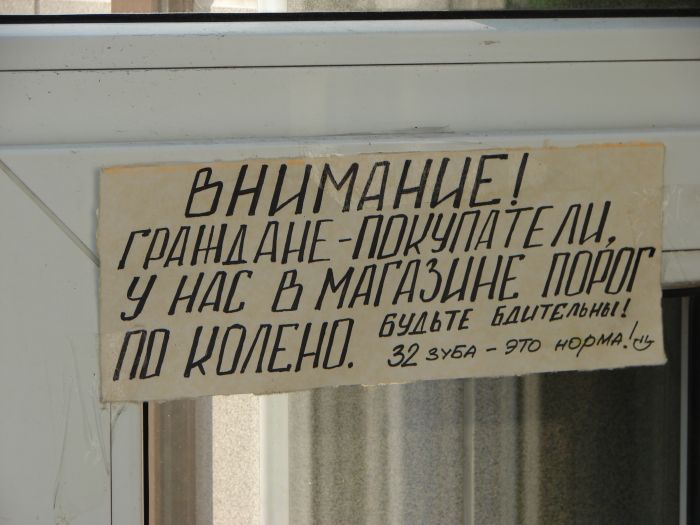 ВНИМАНИЕ!
ГРАЖДАНЕ-ПОКУПАТЕЛИ,
У НАС В МАГАЗИНЕ ПОРОГ
ПО КОЛЕНО. БУДЬТЕ БДИТЕЛЬНЫ!
32 ЗУБА - ЭТО НОРМА!